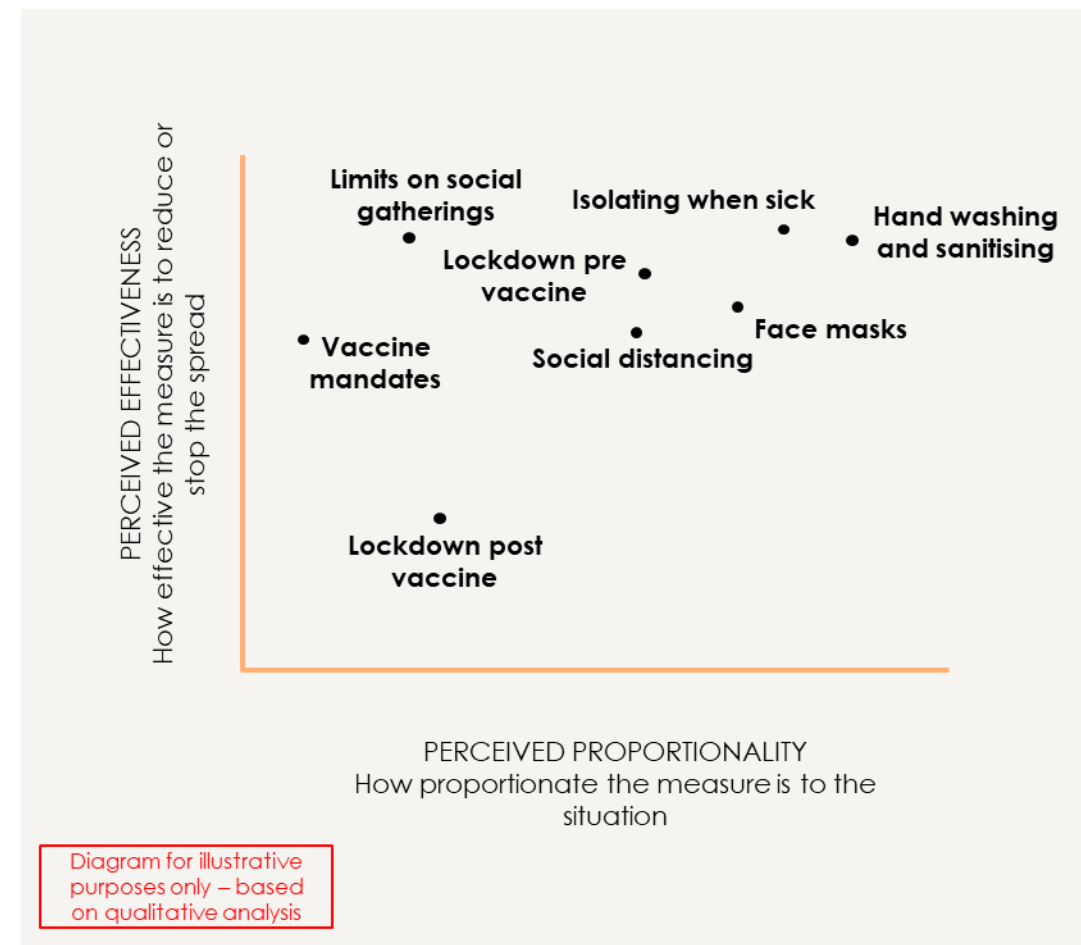 PERCEIVED EFFECTIVENESS
How effective the measure is to reduce or
stop the spread
Limits on social
gatherings
Isolating when sick
Hand washing
and sanitising
Lockdown pre
vaccine
Face masks
Social distancing
Vaccine
mandates
Lockdown post
vaccine
PERCEIVED PROPORTIONALITY
How proportionate the measure is to the
situation
Diagram for illustrative
purposes only – based
on qualitative analysis